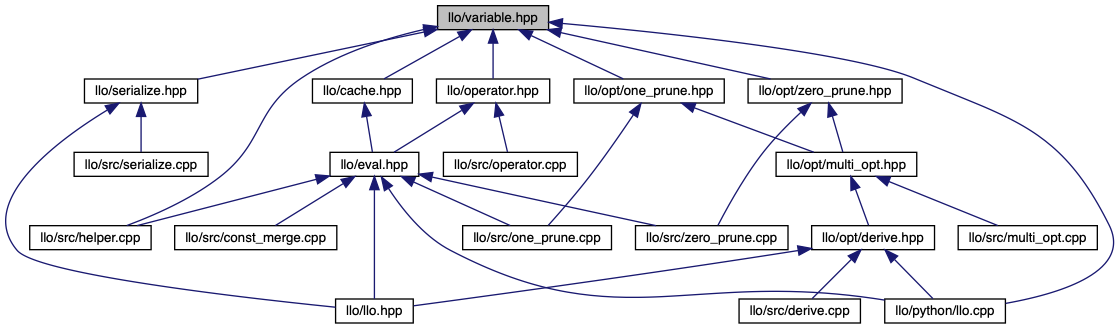 llo/variable.hpp
llo/serialize.hpp
llo/cache.hpp
llo/operator.hpp
llo/opt/one_prune.hpp
llo/opt/zero_prune.hpp
llo/src/serialize.cpp
llo/eval.hpp
llo/src/operator.cpp
llo/opt/multi_opt.hpp
llo/src/helper.cpp
llo/src/const_merge.cpp
llo/src/one_prune.cpp
llo/src/zero_prune.cpp
llo/opt/derive.hpp
llo/src/multi_opt.cpp
llo/llo.hpp
llo/src/derive.cpp
llo/python/llo.cpp